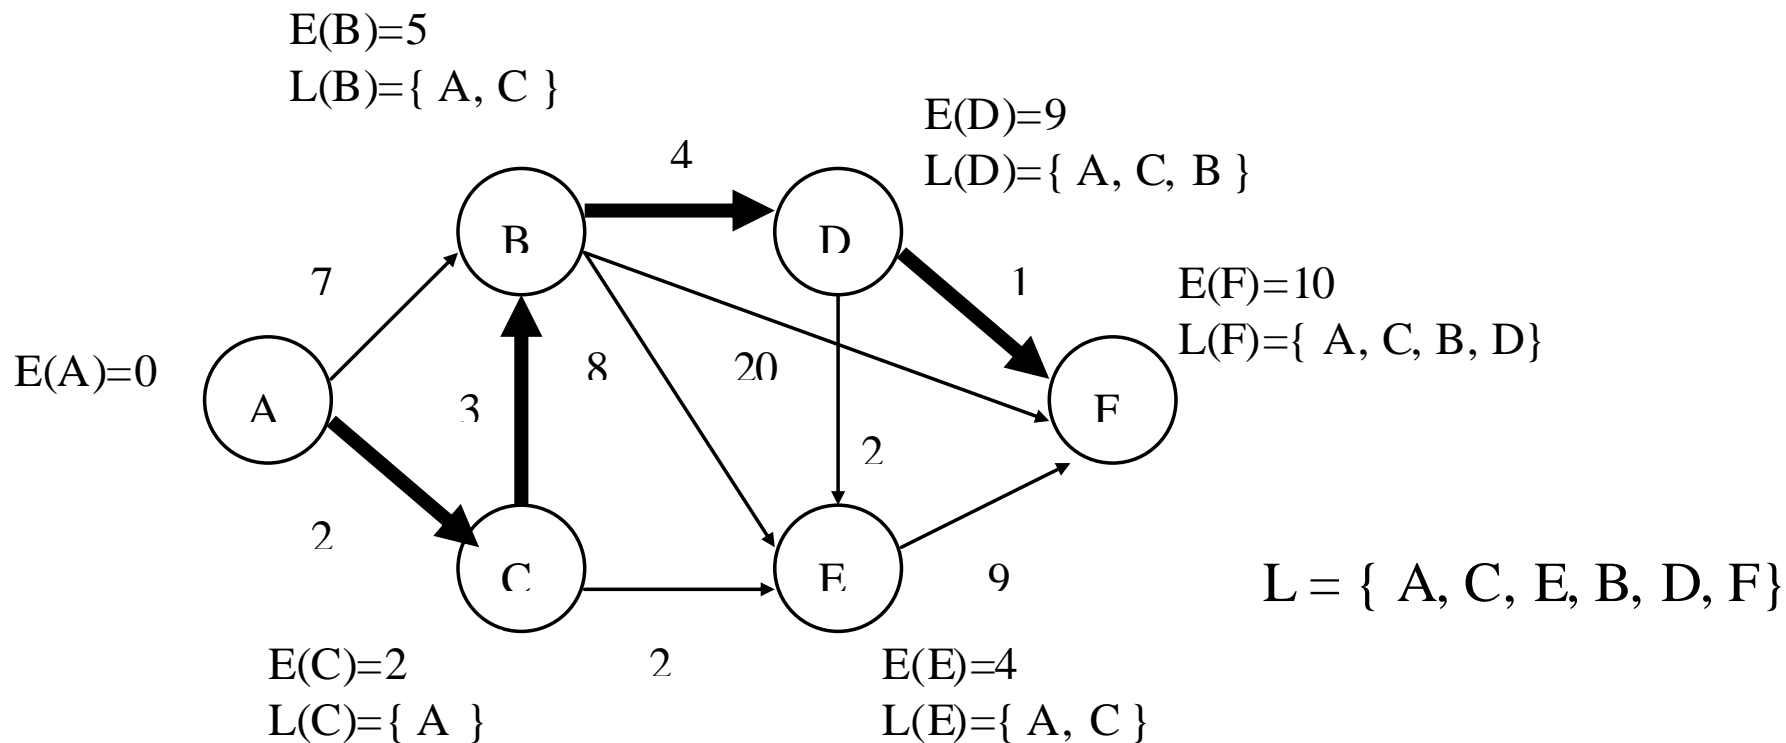 E(B)=5
L(B)={ A, C }
E(D)=9
L(D)={ A, C, B }
4
B
D
7
1
E(F)=10
L(F)={ A, C, B, D}
E(A)=0
8
20
A
3
F
2
2
C
E
9
L = { A, C, E, B, D, F}
E(C)=2
L(C)={ A }
2
E(E)=4
L(E)={ A, C }